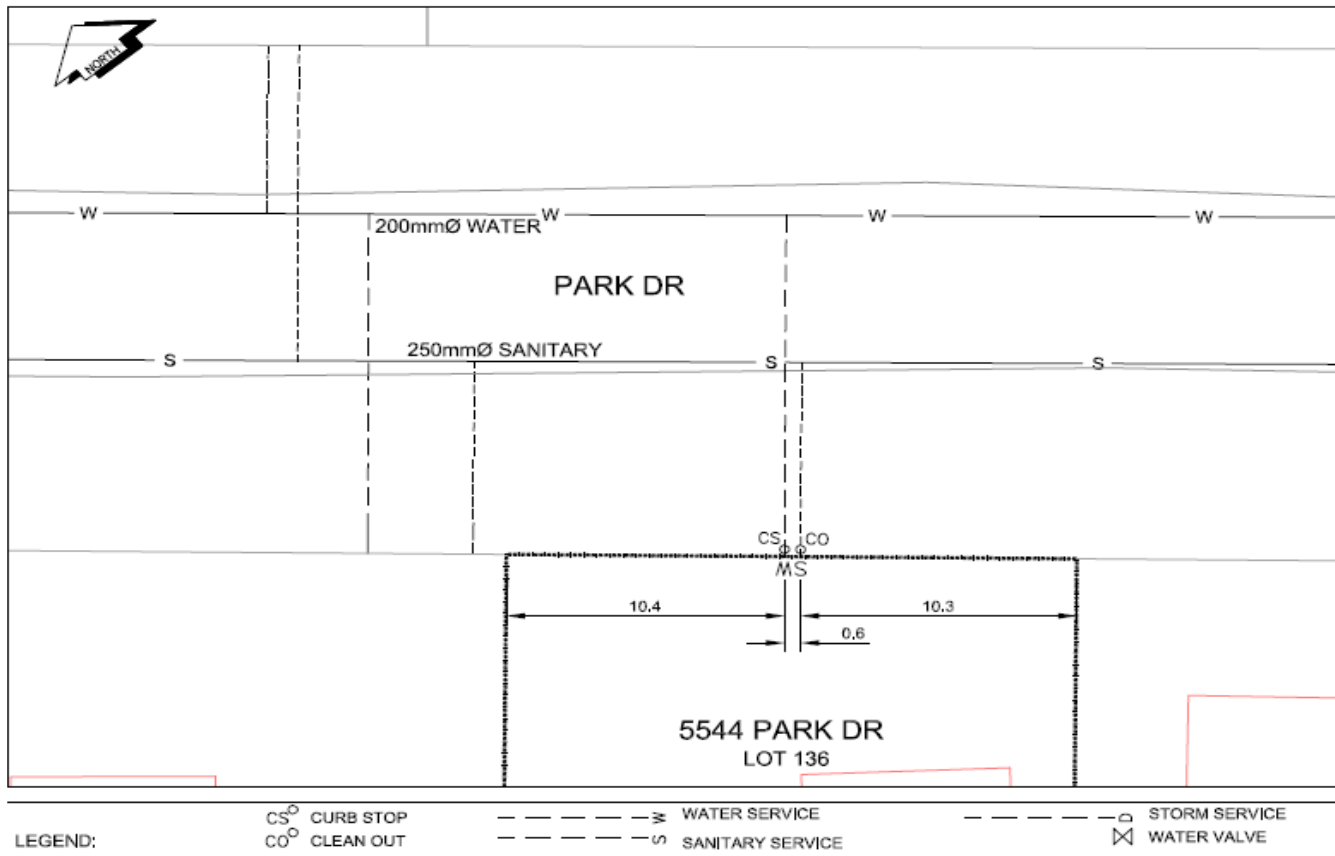 NORTH
W W W W
200mmØ WATER
PARK DR
250mmØ SANITARY
S S S
CS CO
W S
10.4 10.3
0.6
5544 PARK DR
LOT 136
LEGEND:
CS CURB STOP
CO CLEAN OUT
W WATER SERVICE
S SANITARY SERVICE
D STORM SERVICE
WATER VALVE